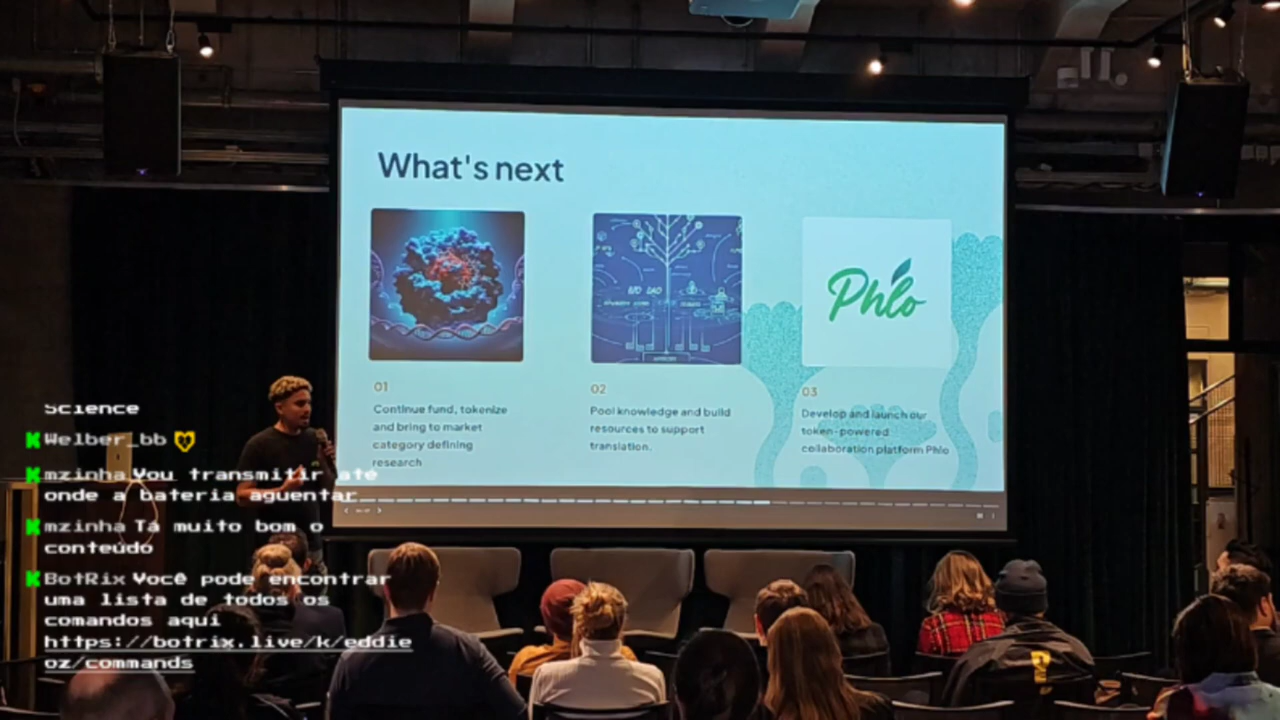 What's next
Phlo
01
Continue fund, tokenize
and bring to market
category defining
research
02
Pool knowledge and build
resources to support
translation.
03
Develop and launch our
token-powered
collaboration platform Phlo
Science
Welber_bb
mzinha You transmitir até
onde a bateria aguentar
mzinha Tá muito bom o
conteúdo
BotRix Você pode encontrar
uma lista de todos os
comandos aqui
https://botrix.live/k/eddie
oz/commands